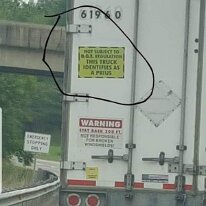 61960
NOT SUBJECT TO
D.O.T. REGULATION
THIS TRUCK
IDENTIFIES AS
A PRIUS
EMERGENCY
STOPPING
ONLY
WARNING
STAY BACK 200 FT.
NOT RESPONSIBLE
FOR BROKEN
WINDSHIELDS!